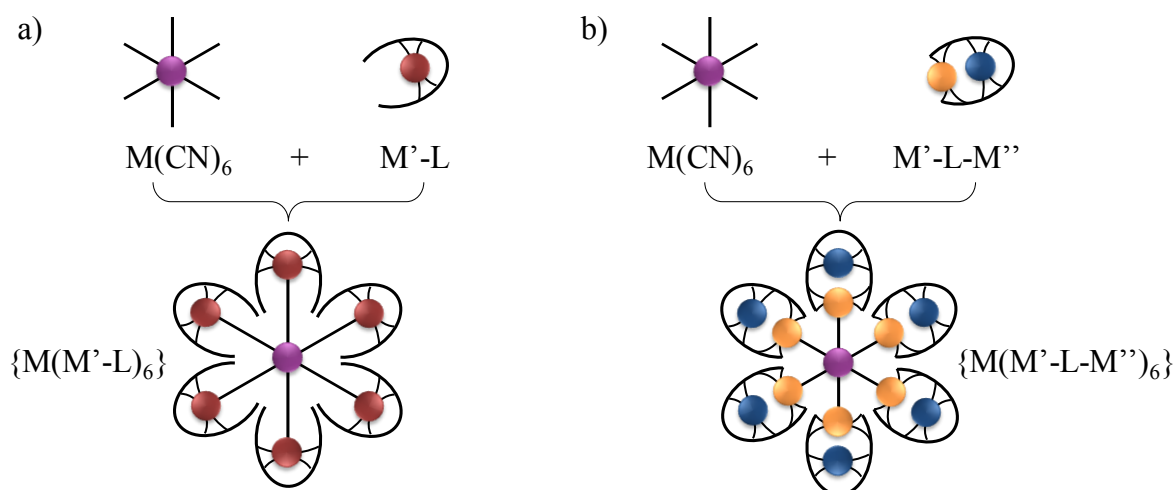 a)
M(CN)₆ + M’-L
{M(M’-L)₆}
b)
M(CN)₆ + M’-L-M’’
{M(M’-L-M’’)₆}